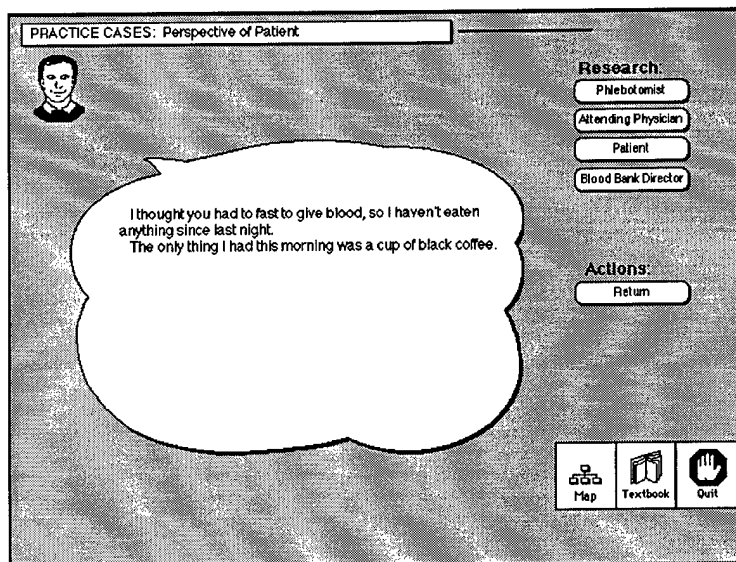 PRACTICE CASES: Perspective of Patient
Research:
Phlebotomist
Attending Physician
Patient
Blood Bank Director
I thought you had to fast to give blood, so I haven't eaten
anything since last night.
The only thing I had this morning was a cup of black coffee.
Actions:
Return
Map
Textbook
Quit